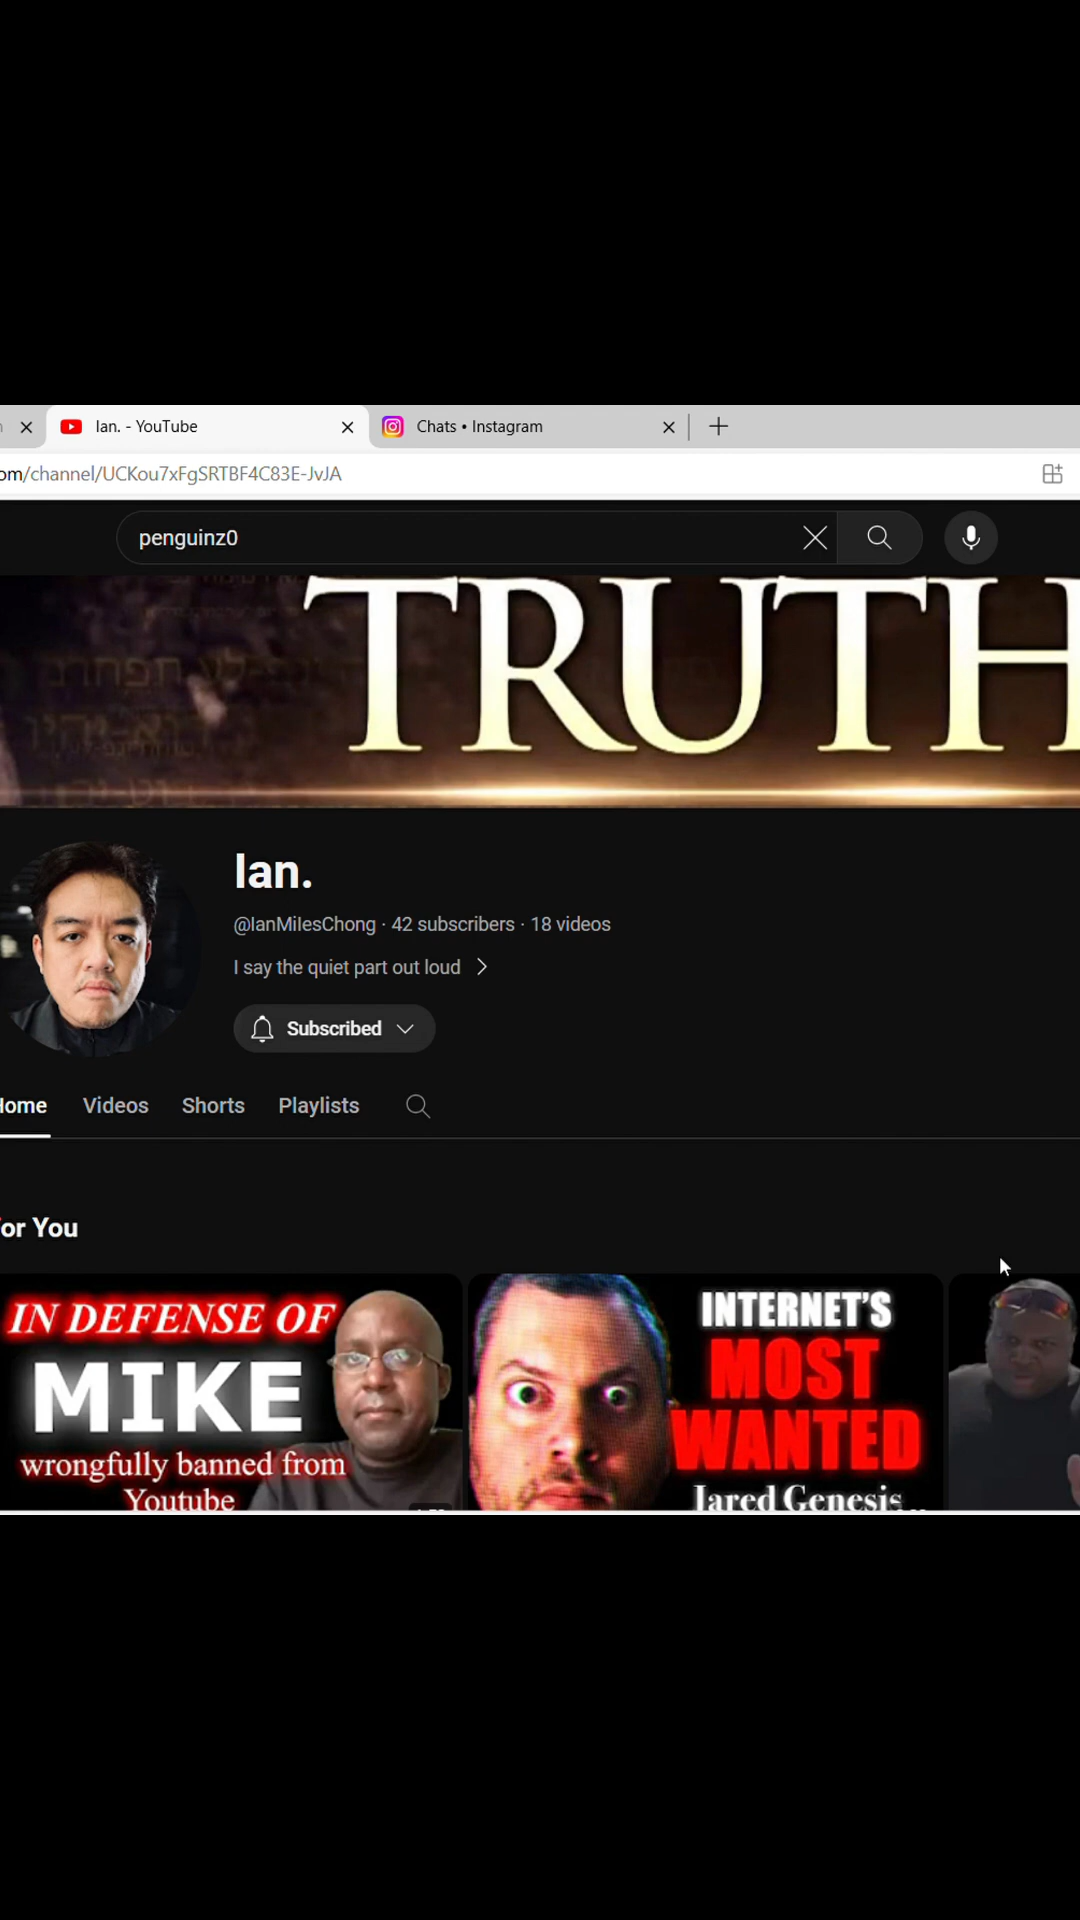 Ian. - YouTube
Chats • Instagram
om/channel/UCKou7xFgSRTBF4C83E-JvJA
penguinz0
TRUTH
Ian.
@IanMilesChong · 42 subscribers · 18 videos
I say the quiet part out loud
Subscribed
Home
Videos
Shorts
Playlists
For You
IN DEFENSE OF
MIKE
wrongfully banned from
Youtube
INTERNET'S
MOST
WANTED
Jared Genesis